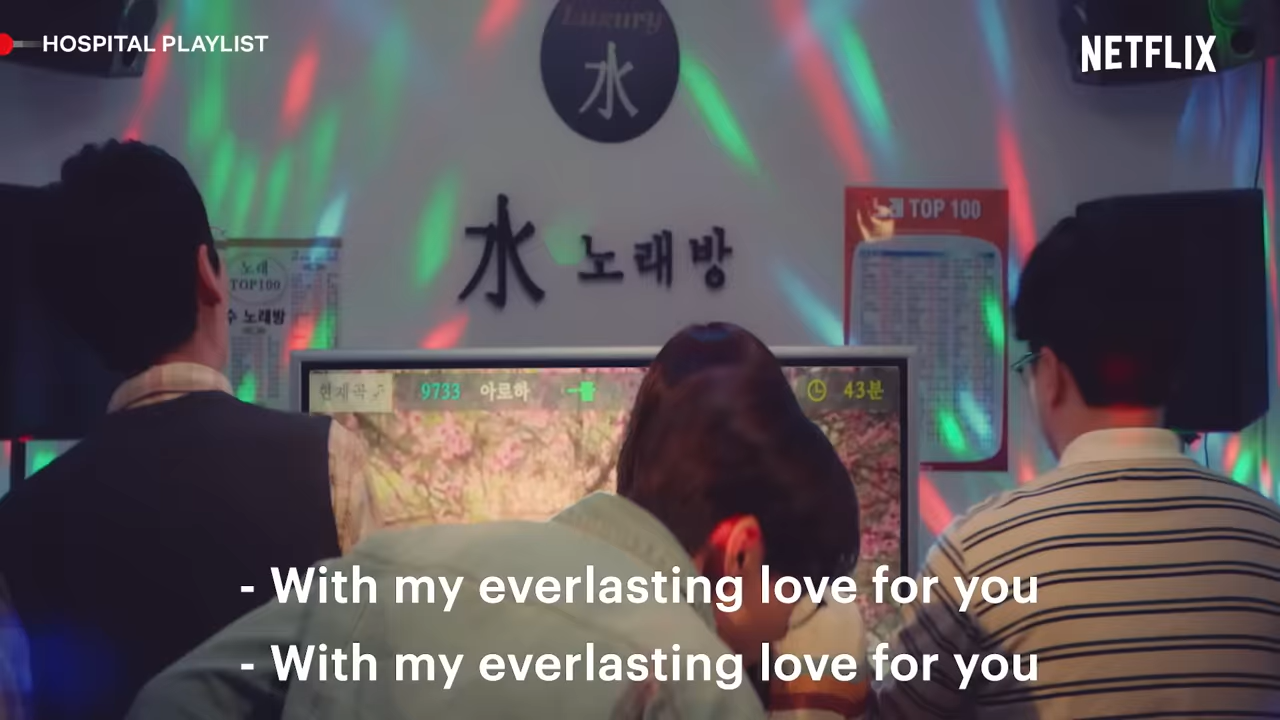 HOSPITAL PLAYLIST
NETFLIX
Luxury
水
水 노래방
노래
TOP100
수 노래방
노래 TOP 100
현재곡
9733 아르하
43분
- With my everlasting love for you
- With my everlasting love for you